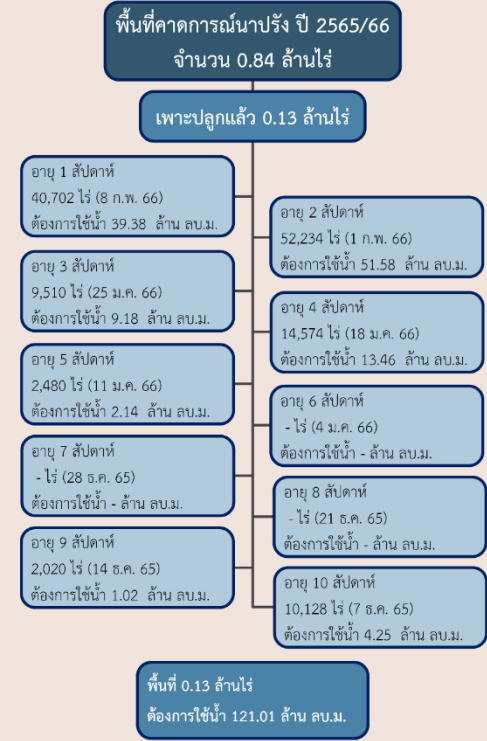 พื้นที่คาดการณ์นาปรัง ปี 2565/66
จำนวน 0.84 ล้านไร่
เพาะปลูกแล้ว 0.13 ล้านไร่
อายุ 1 สัปดาห์
40,702 ไร่ (8 ก.พ. 66)
ต้องการใช้น้ำ 39.38 ล้าน ลบ.ม.
อายุ 2 สัปดาห์
52,234 ไร่ (1 ก.พ. 66)
ต้องการใช้น้ำ 51.58 ล้าน ลบ.ม.
อายุ 3 สัปดาห์
9,510 ไร่ (25 ม.ค. 66)
ต้องการใช้น้ำ 9.18 ล้าน ลบ.ม.
อายุ 4 สัปดาห์
14,574 ไร่ (18 ม.ค. 66)
ต้องการใช้น้ำ 13.46 ล้าน ลบ.ม.
อายุ 5 สัปดาห์
2,480 ไร่ (11 ม.ค. 66)
ต้องการใช้น้ำ 2.14 ล้าน ลบ.ม.
อายุ 6 สัปดาห์
- ไร่ (4 ม.ค. 66)
ต้องการใช้น้ำ - ล้าน ลบ.ม.
อายุ 7 สัปดาห์
- ไร่ (28 ธ.ค. 65)
ต้องการใช้น้ำ - ล้าน ลบ.ม.
อายุ 8 สัปดาห์
- ไร่ (21 ธ.ค. 65)
ต้องการใช้น้ำ - ล้าน ลบ.ม.
อายุ 9 สัปดาห์
2,020 ไร่ (14 ธ.ค. 65)
ต้องการใช้น้ำ 1.02 ล้าน ลบ.ม.
อายุ 10 สัปดาห์
10,128 ไร่ (7 ธ.ค. 65)
ต้องการใช้น้ำ 4.25 ล้าน ลบ.ม.
พื้นที่ 0.13 ล้านไร่
ต้องการใช้น้ำ 121.01 ล้าน ลบ.ม.